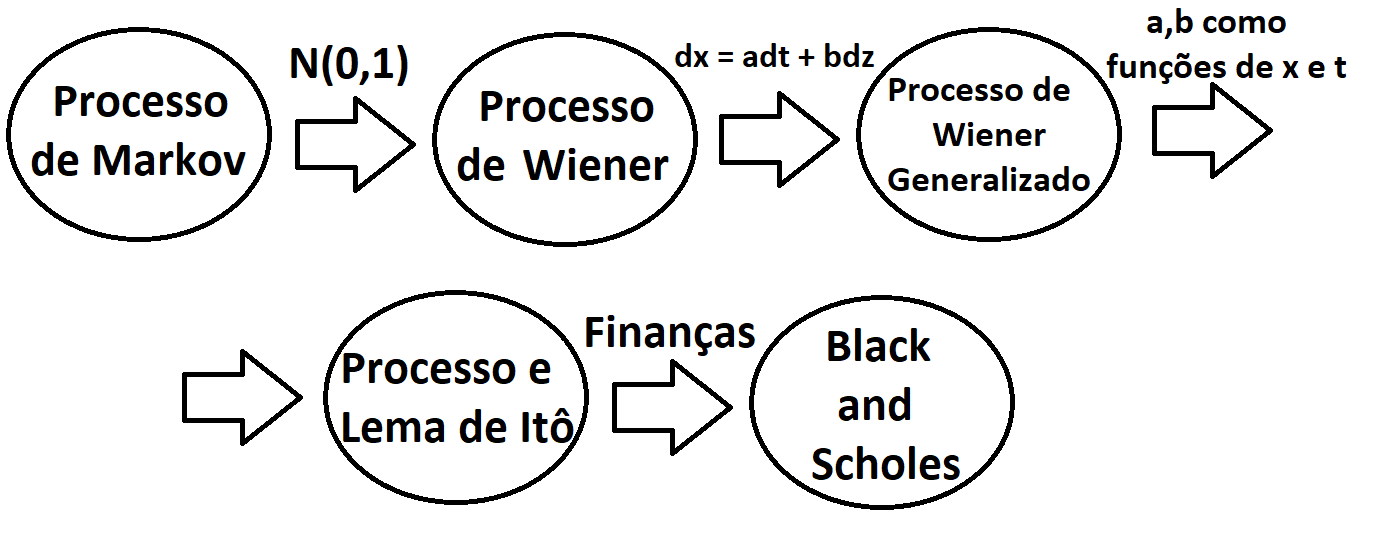 Processo
de Markov
N(0,1)
Processo
de Wiener
dx = adt + bdz
Processo de
Wiener
Generalizado
a,b como
funções de x e t
Processo e
Lema de Itô
Finanças
Black
and
Scholes